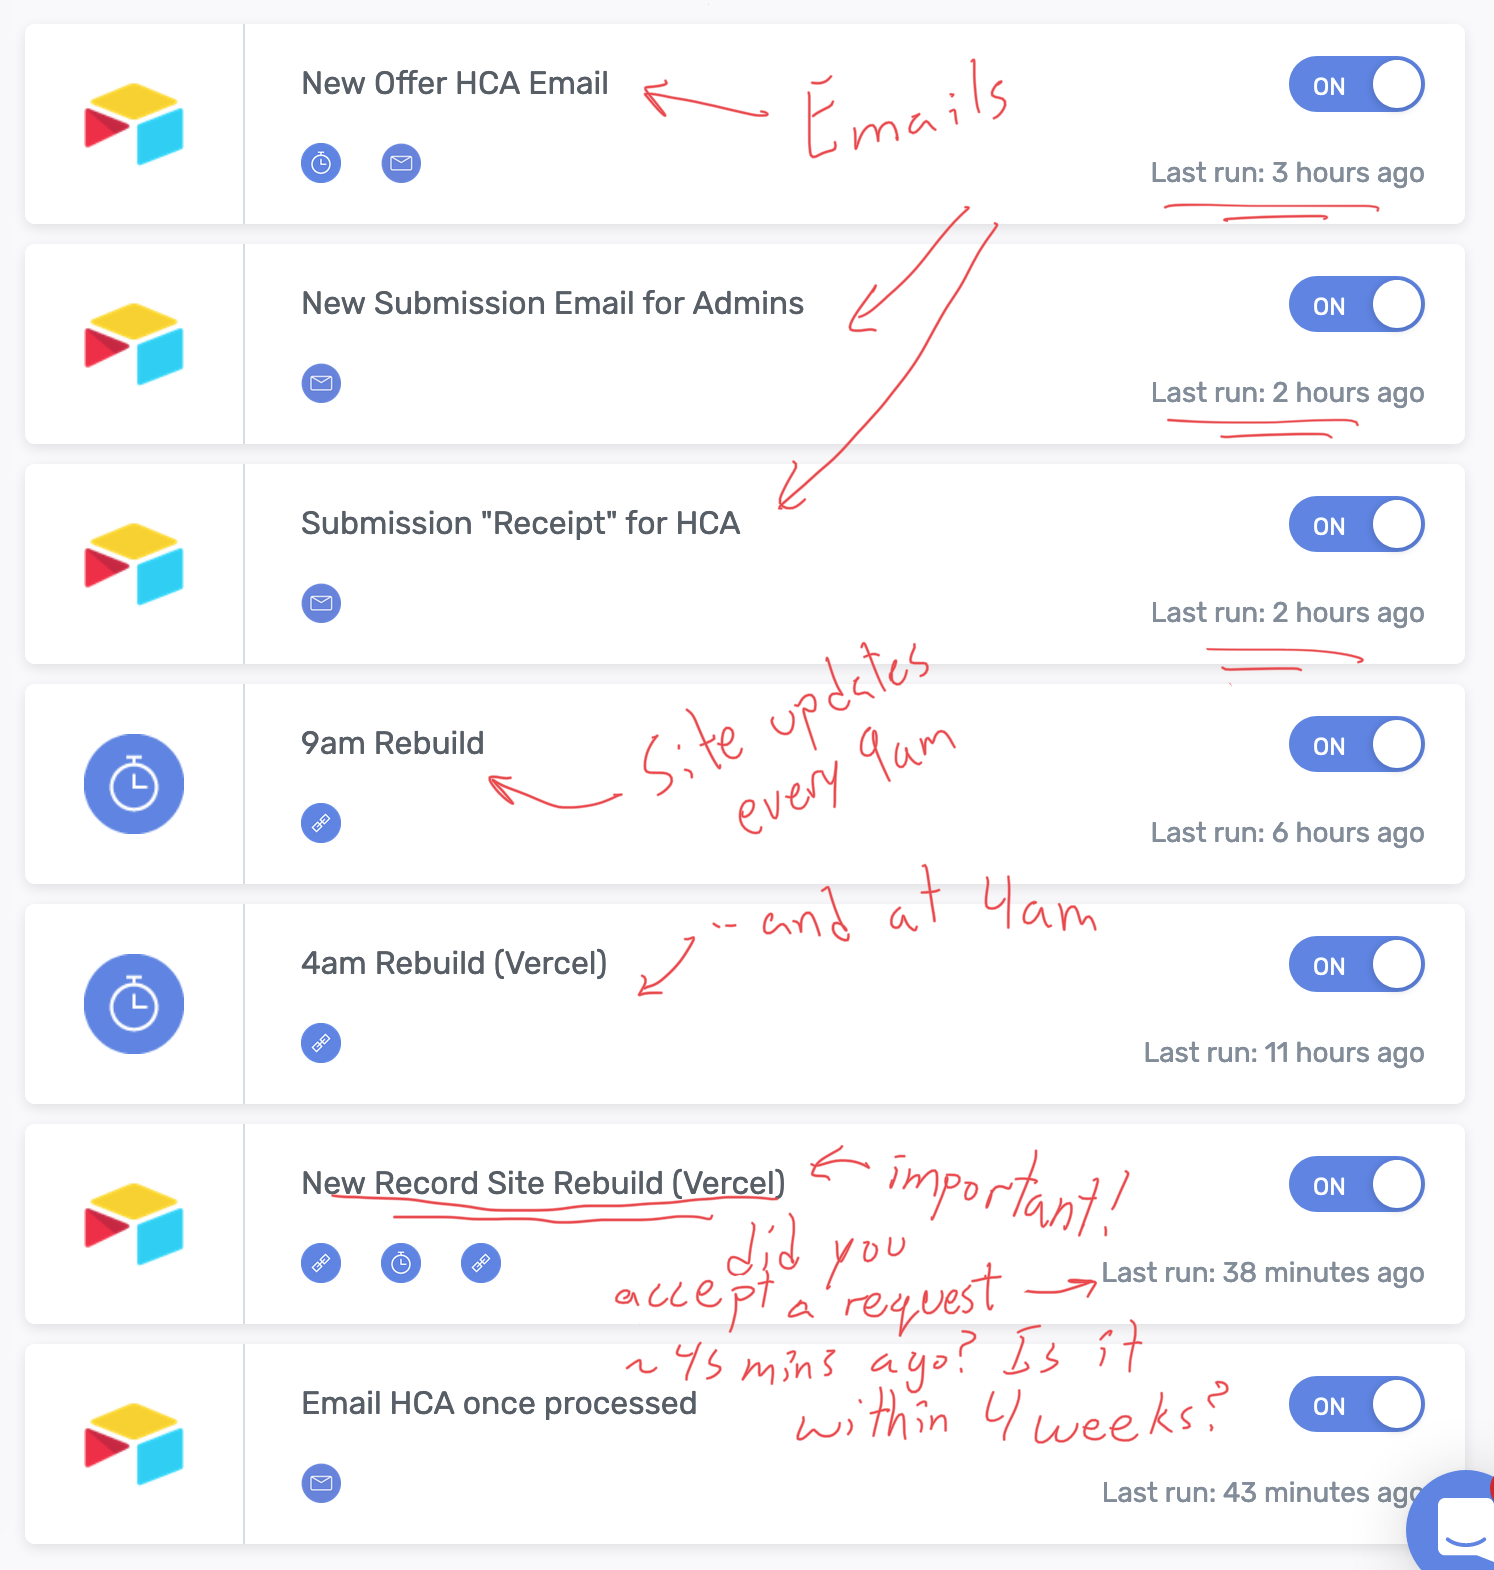 New Offer HCA Email
Emails
ON
Last run: 3 hours ago
New Submission Email for Admins
ON
Last run: 2 hours ago
Submission "Receipt" for HCA
ON
Last run: 2 hours ago
Site updates
every 9am
9am Rebuild
ON
Last run: 6 hours ago
-- and at 4am
4am Rebuild (Vercel)
ON
Last run: 11 hours ago
New Record Site Rebuild (Vercel)
important!
ON
did you
accept a request
Last run: 38 minutes ago
~45 mins ago? Is it
within 4 weeks?
Email HCA once processed
ON
Last run: 43 minutes ago